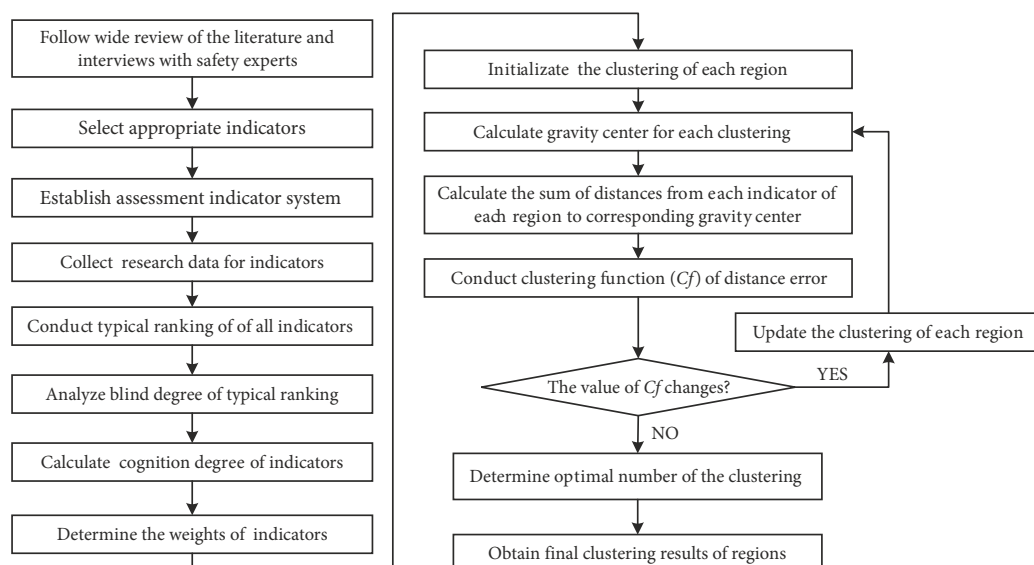 Follow wide review of the literature and
interviews with safety experts
Select appropriate indicators
Establish assessment indicator system
Collect research data for indicators
Conduct typical ranking of of all indicators
Analyze blind degree of typical ranking
Calculate cognition degree of indicators
Determine the weights of indicators
Initializate the clustering of each region
Calculate gravity center for each clustering
Calculate the sum of distances from each indicator of
each region to corresponding gravity center
Conduct clustering function (Cf) of distance error
Update the clustering of each region
The value of Cf changes?
YES
NO
Determine optimal number of the clustering
Obtain final clustering results of regions